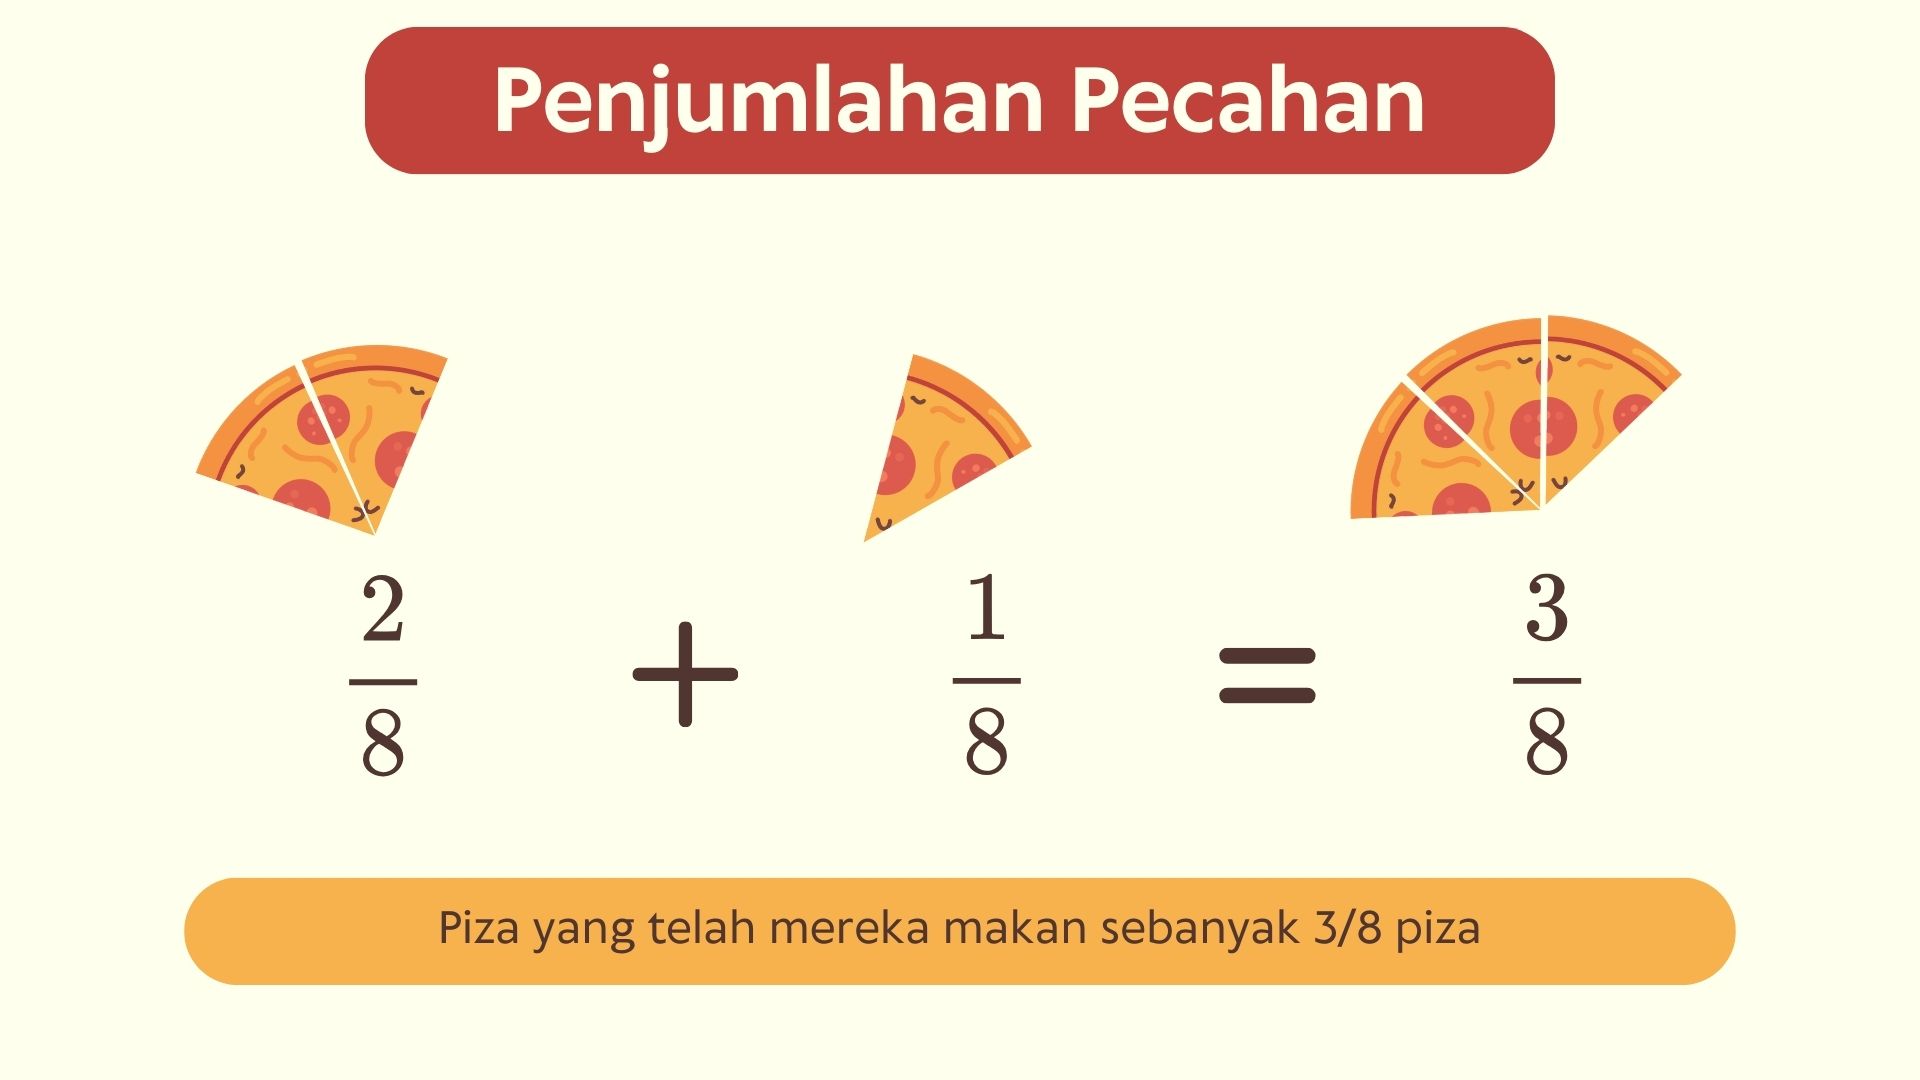 Penjumlahan Pecahan
2/8 + 1/8 = 3/8
Piza yang telah mereka makan sebanyak 3/8 piza